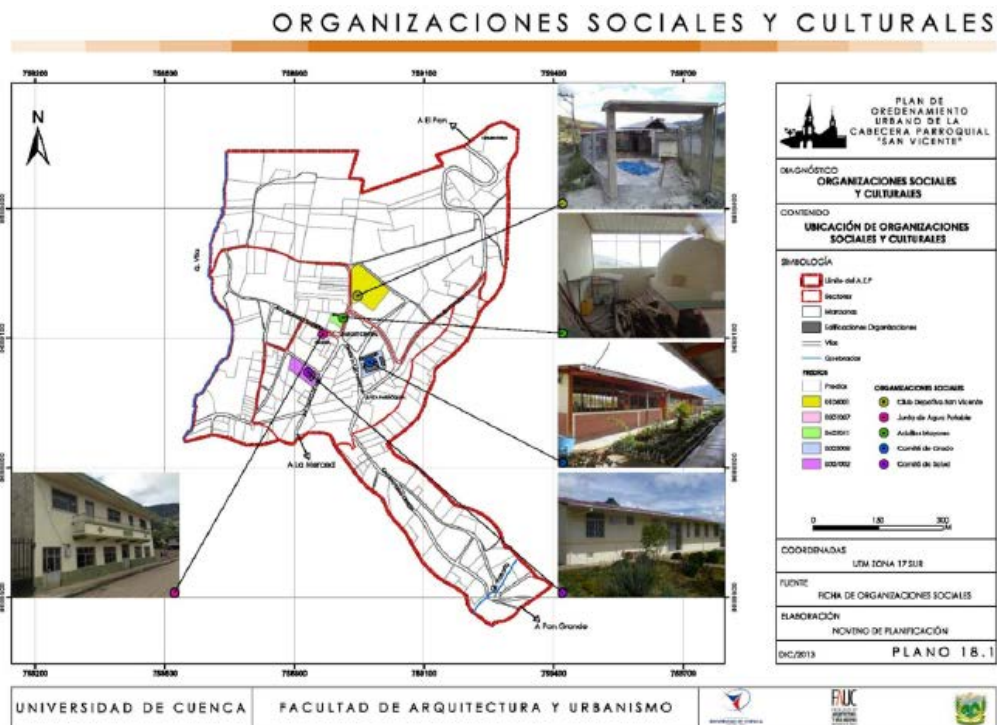 ORGANIZACIONES SOCIALES Y CULTURALES
N
A El Pan
A La Merced
A Pan Grande
PLAN DE
OREDENAMIENTO
URBANO DE LA
CABECERA PARROQUIAL
"SAN VICENTE"
DIAGNÓSTICO
ORGANIZACIONES SOCIALES
Y CULTURALES
CONTENIDO
UBICACIÓN DE ORGANIZACIONES
SOCIALES Y CULTURALES
SIMBOLOGÍA
Límite del A.E.P
Sectores
Manzanas
Edificaciones Organizaciones
Vías
Quebradas
PREDIOS
Predios
ORGANIZACIONES SOCIALES
Club Deportivo San Vicente
Junta de Agua Potable
Adultos Mayores
Comité de Grado
Comité de Salud
0 150 300
COORDENADAS
UTM ZONA 17 SUR
FUENTE
FICHA DE ORGANIZACIONES SOCIALES
ELABORACIÓN
NOVENO DE PLANIFICACIÓN
DIC/2013 PLANO 18.1
UNIVERSIDAD DE CUENCA FACULTAD DE ARQUITECTURA Y URBANISMO